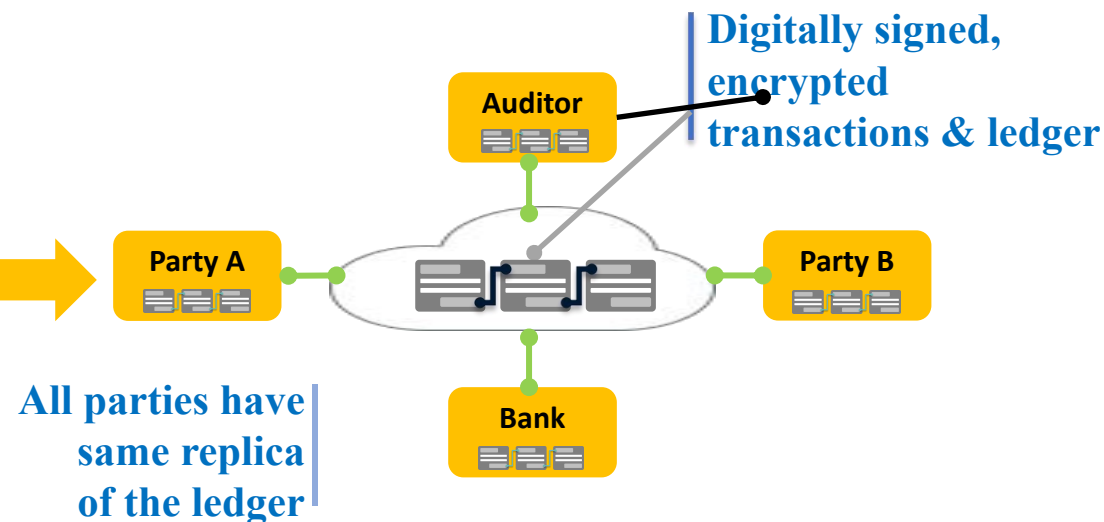 Digitally signed,
encrypted
transactions & ledger
Auditor
Party A
Party B
Bank
All parties have
same replica
of the ledger